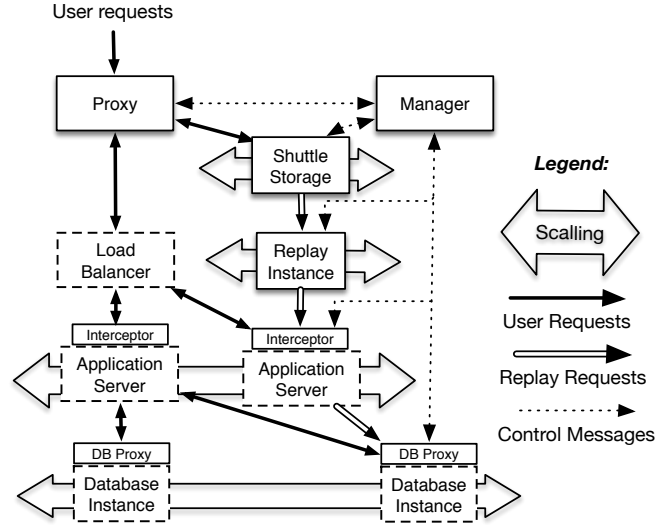 User requests
Proxy
Manager
Shuttle
Storage
Legend:
Scalling
Load
Balancer
Replay
Instance
User Requests
Interceptor
Interceptor
Application
Server
Application
Server
Replay Requests
Control Messages
DB Proxy
DB Proxy
Database
Instance
Database
Instance